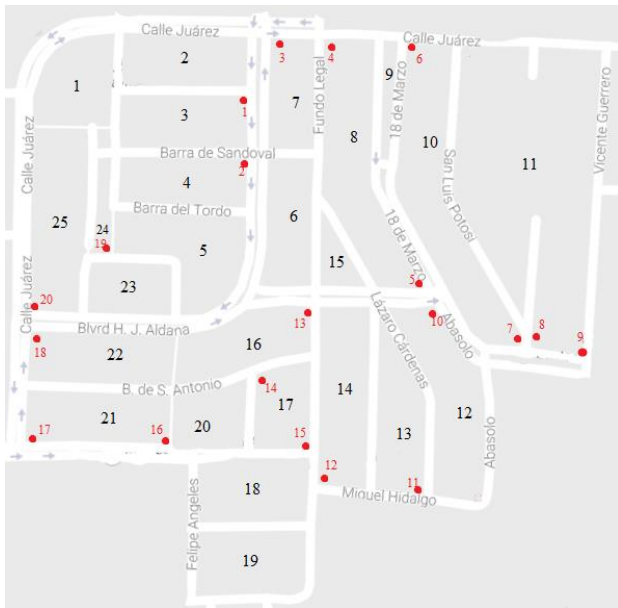 Calle Juárez
Calle Juárez
2
3
4
6
9
1
7
Fundo Legal
18 de Marzo
10
3
1
8
11
Vicente Guerrero
Calle Juárez
Barra de Sandoval
2
San Luis Potosi
4
Barra del Tordo
6
25
24
19
5
18 de Marzo
15
5
23
20
Calle Juárez
Blvrd H. J. Aldana
13
10
Abasolo
Lázaro Cárdenas
18
22
16
7
8
9
B. de S. Antonio
14
17
14
12
21
20
13
17
16
15
Abasolo
12
11
18
Miguel Hidalgo
Felipe Angeles
19